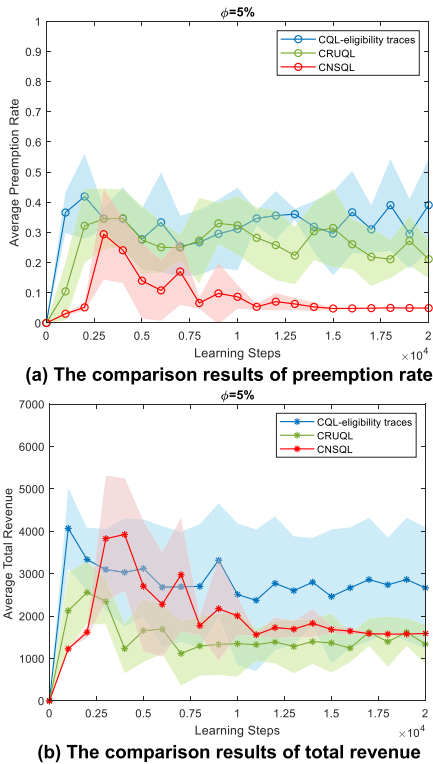 ϕ=5%
1
0.9
0.8
0.7
0.6
0.5
0.4
0.3
0.2
0.1
0
Average Preemption Rate
CQL-eligibility traces
CRUQL
CNSQL
0 0.25 0.5 0.75 1 1.25 1.5 1.75 2
Learning Steps
×10⁴
(a) The comparison results of preemption rate
ϕ=5%
7000
6000
5000
4000
3000
2000
1000
0
Average Total Revenue
CQL-eligibility traces
CRUQL
CNSQL
0 0.25 0.5 0.75 1 1.25 1.5 1.75 2
Learning Steps
×10⁴
(b) The comparison results of total revenue